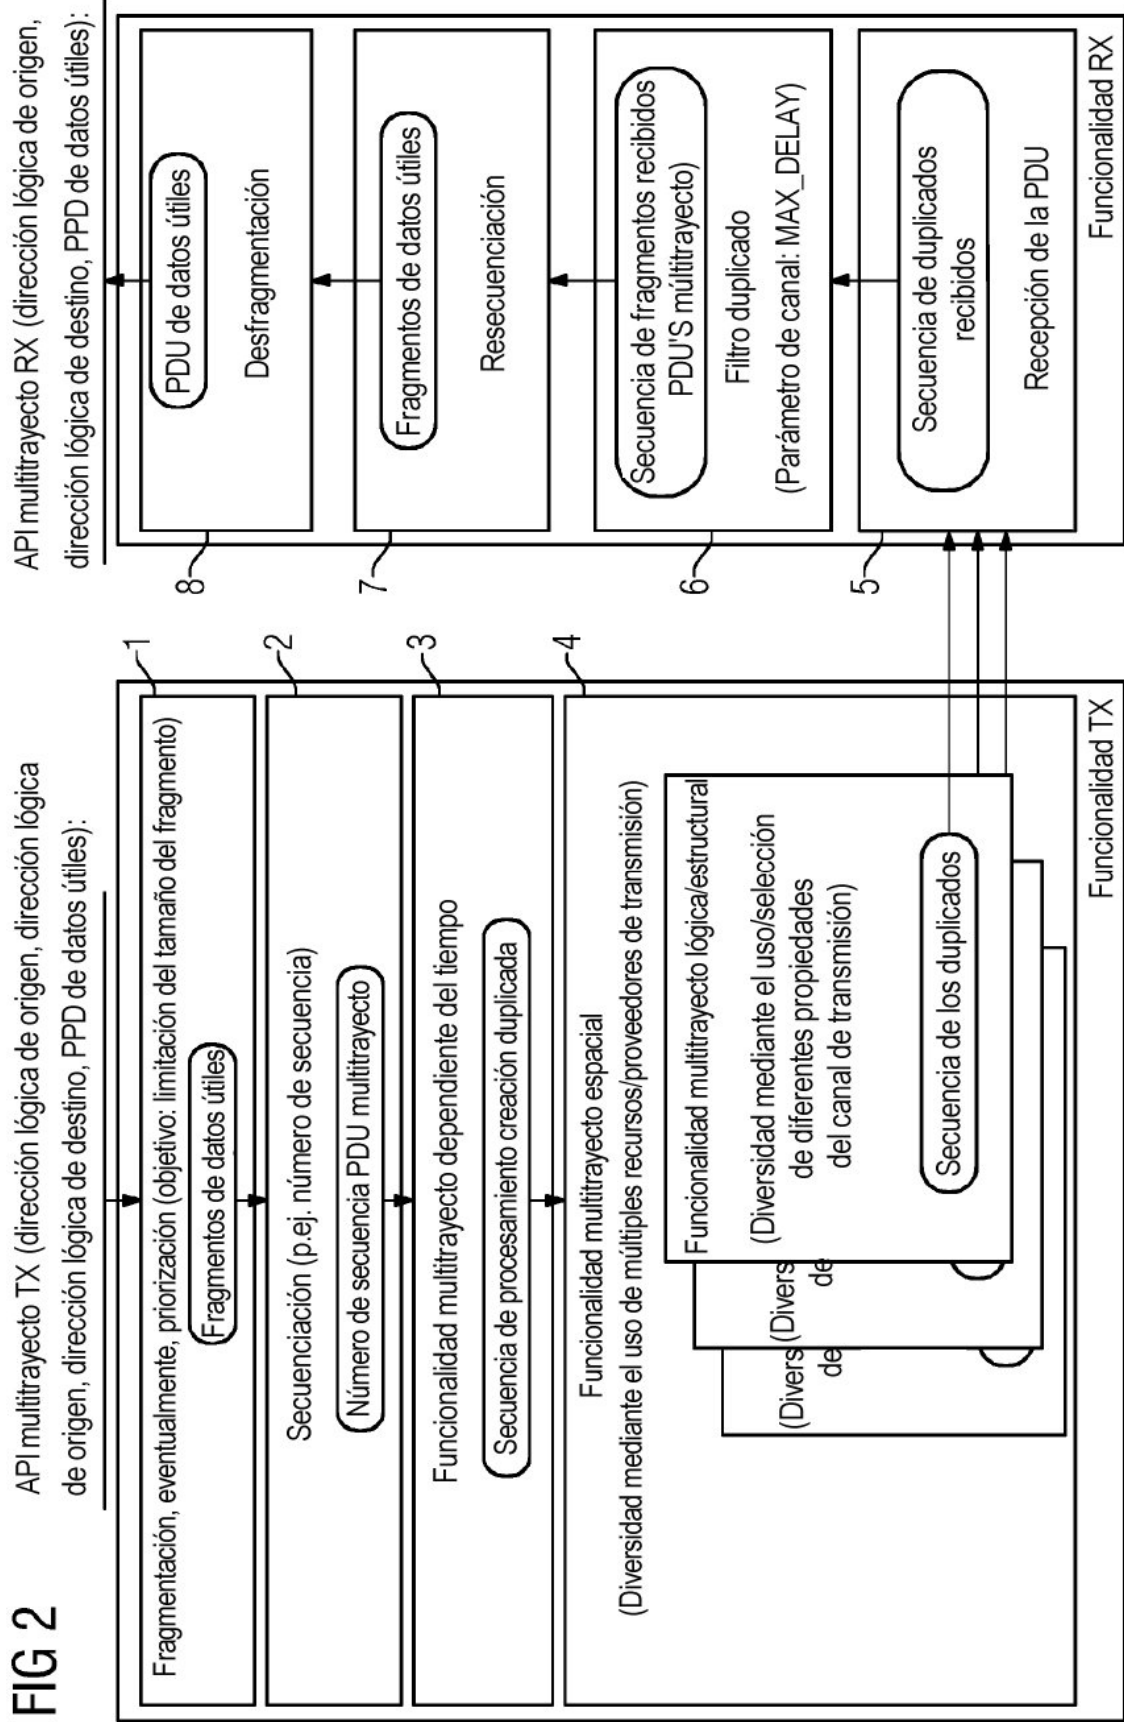 FIG 2
API multitrayecto TX (dirección lógica de origen, dirección lógica
de origen, dirección lógica de destino, PPD de datos útiles):
1
Fragmentación, eventualmente, priorización (objetivo: limitación del tamaño del fragmento)
Fragmentos de datos útiles
2
Secuenciación (p.ej. número de secuencia)
Número de secuencia PDU multitrayecto
3
Funcionalidad multitrayecto dependiente del tiempo
Secuencia de procesamiento creación duplicada
4
Funcionalidad multitrayecto espacial
(Diversidad mediante el uso de múltiples recursos/proveedores de transmisión)
Funcionalidad multitrayecto lógica/estructural
(Diversidad mediante el uso/selección
de diferentes propiedades
del canal de transmisión)
Secuencia de los duplicados
(Divers
de
(Divers
de
Funcionalidad TX
API multitrayecto RX (dirección lógica de origen,
dirección lógica de destino, PPD de datos útiles):
8
PDU de datos útiles
Desfragmentación
7
Fragmentos de datos útiles
Resecuenciación
6
Secuencia de fragmentos recibidos
PDU'S múltitrayecto)
Filtro duplicado
(Parámetro de canal: MAX_DELAY)
5
Secuencia de duplicados
recibidos
Recepción de la PDU
Funcionalidad RX